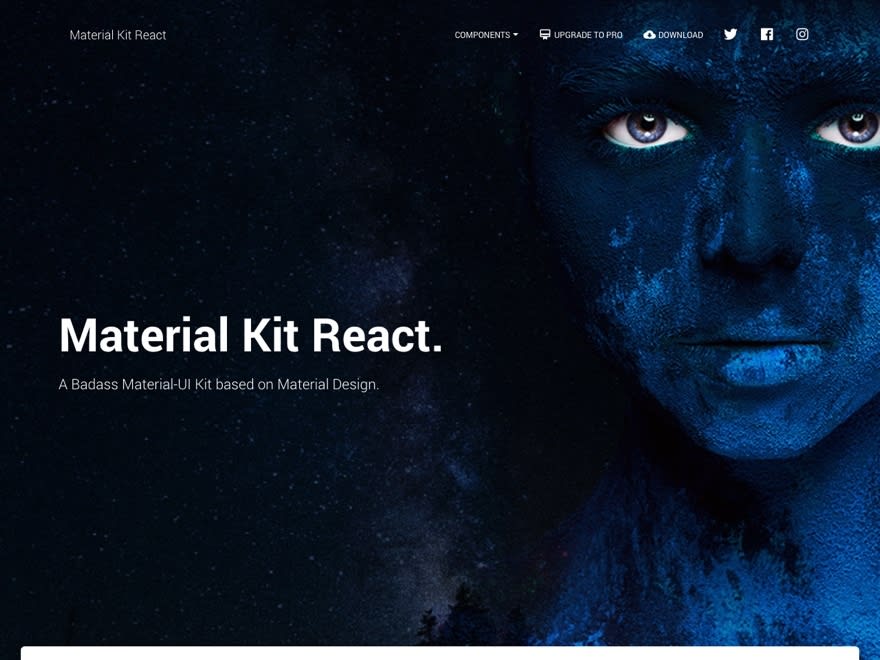 Material Kit React
COMPONENTS
UPGRADE TO PRO
DOWNLOAD
Material Kit React.
A Badass Material-UI Kit based on Material Design.